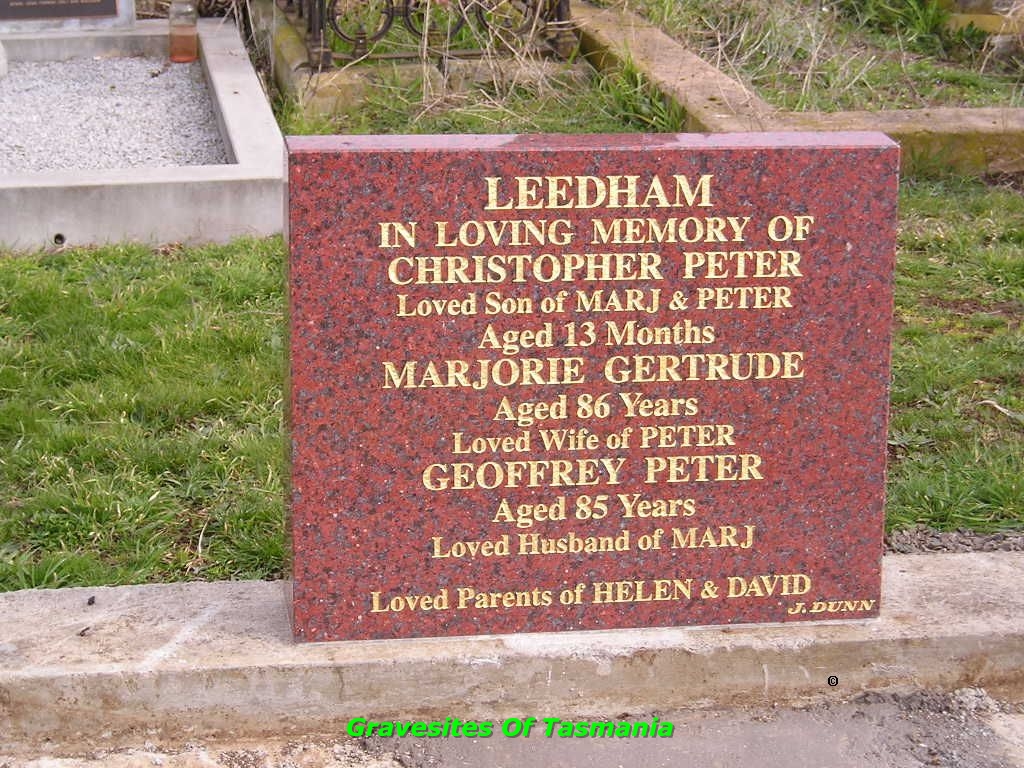 LEEDHAM
IN LOVING MEMORY OF
CHRISTOPHER PETER
Loved Son of MARJ & PETER
Aged 13 Months
MARJORIE GERTRUDE
Aged 86 Years
Loved Wife of PETER
GEOFFREY PETER
Aged 85 Years
Loved Husband of MARJ
Loved Parents of HELEN & DAVID
J. DUNN
©
Gravesites Of Tasmania